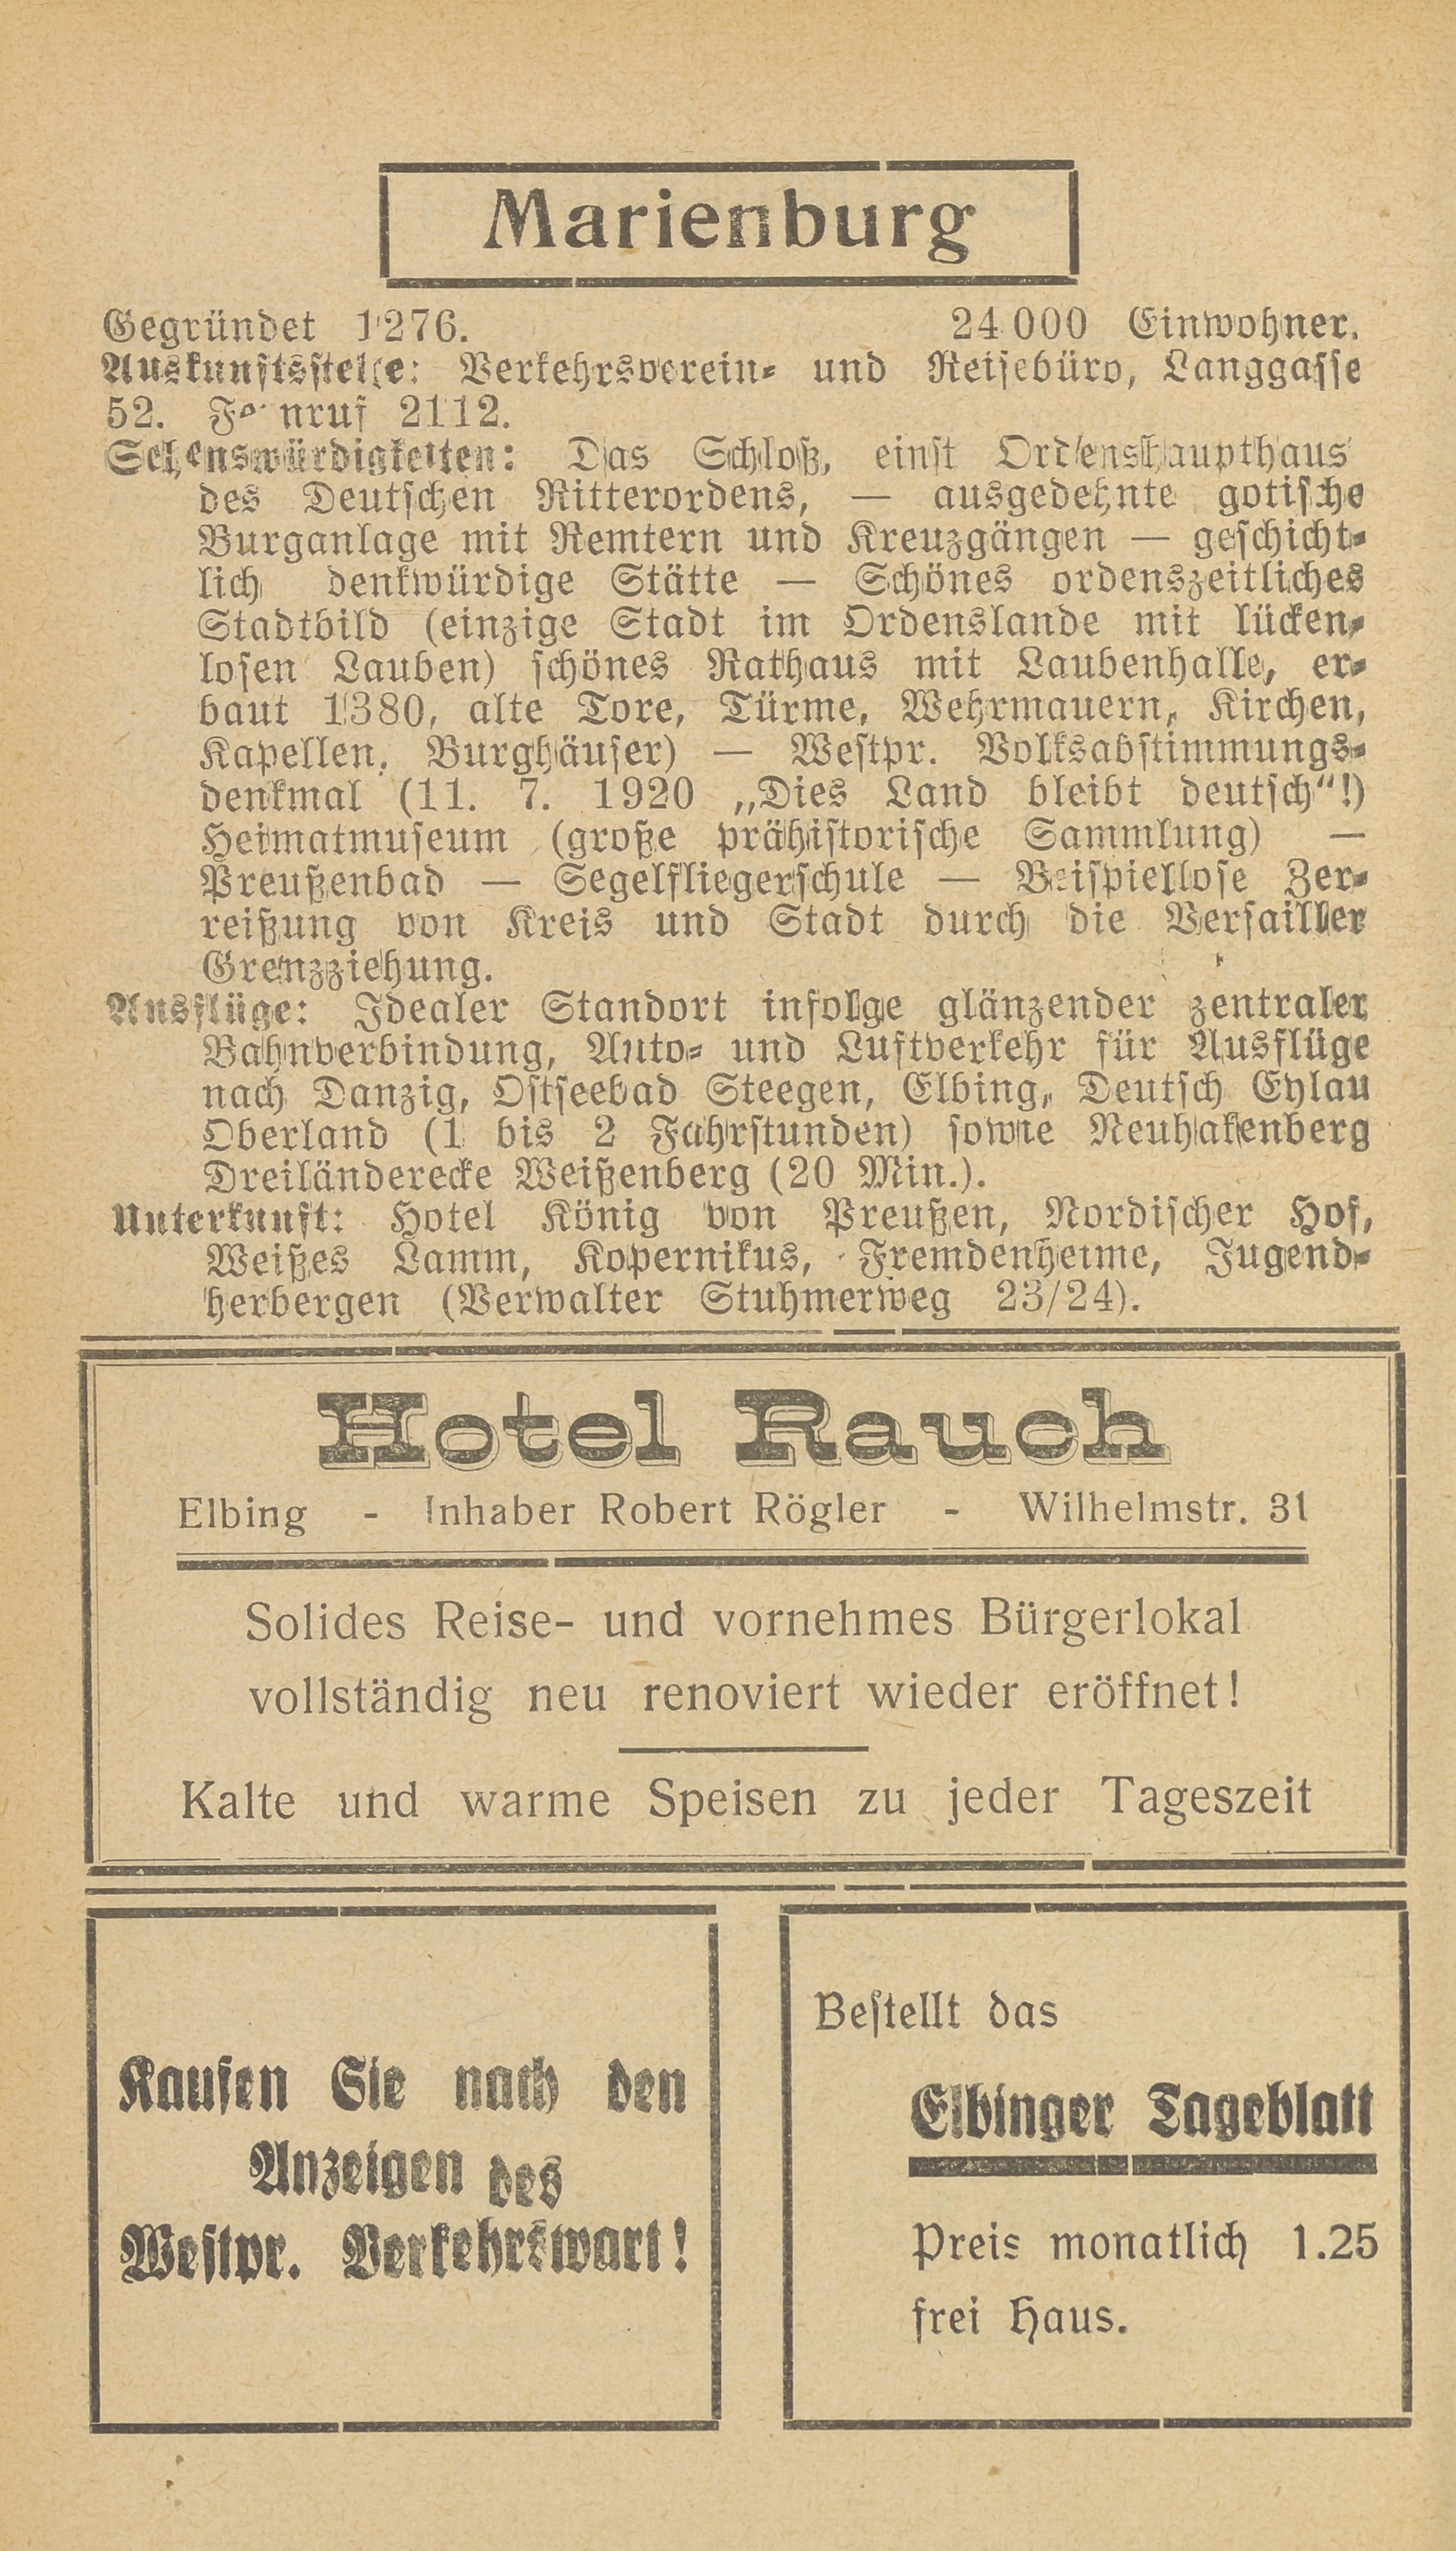 Marienburg
Gegründet 1276. 24 000 Einwohner.
Auskunftsstelle: Verkehrsverein- und Reisebüro, Langgasse
52. Fernruf 2112.
Sehenswürdigkeiten: Das Schloß, einst Ordenshaupthaus
des Deutschen Ritterordens, — ausgedehnte gotische
Burganlage mit Remtern und Kreuzgängen — geschicht-
lich denkwürdige Stätte — Schönes ordenszeitliches
Stadtbild (einzige Stadt im Ordenslande mit lücken-
losen Lauben) schönes Rathaus mit Laubenhalle, er-
baut 1380, alte Tore, Türme, Wehrmauern, Kirchen,
Kapellen, Burghäuser) — Westpr. Volksabstimmungs-
denkmal (11. 7. 1920 „Dies Land bleibt deutsch“!)
Heimatmuseum (große prähistorische Sammlung) —
Preußenbad — Segelfliegerschule — Beispiellose Zer-
reißung von Kreis und Stadt durch die Versailler
Grenzziehung.
Ausflüge: Idealer Standort infolge glänzender zentraler
Bahnverbindung, Auto- und Luftverkehr für Ausflüge
nach Danzig, Ostseebad Steegen, Elbing, Deutsch Eylau
Oberland (1 bis 2 Fahrstunden) sowie Neuhakenberg
Dreiländerecke Weißenberg (20 Min.).
Unterkunft: Hotel König von Preußen, Nordischer Hof,
Weißes Lamm, Kopernikus, Fremdenheime, Jugend-
herbergen (Verwalter Stuhmerweg 23/24).
Hotel Rauch
Elbing - Inhaber Robert Rögler - Wilhelmstr. 31
Solides Reise- und vornehmes Bürgerlokal
vollständig neu renoviert wieder eröffnet!
Kalte und warme Speisen zu jeder Tageszeit
Kaufen Sie nach den
Anzeigen des
Westpr. Verkehrswart!
Bestellt das
Elbinger Tageblatt
Preis monatlich 1.25
frei Haus.